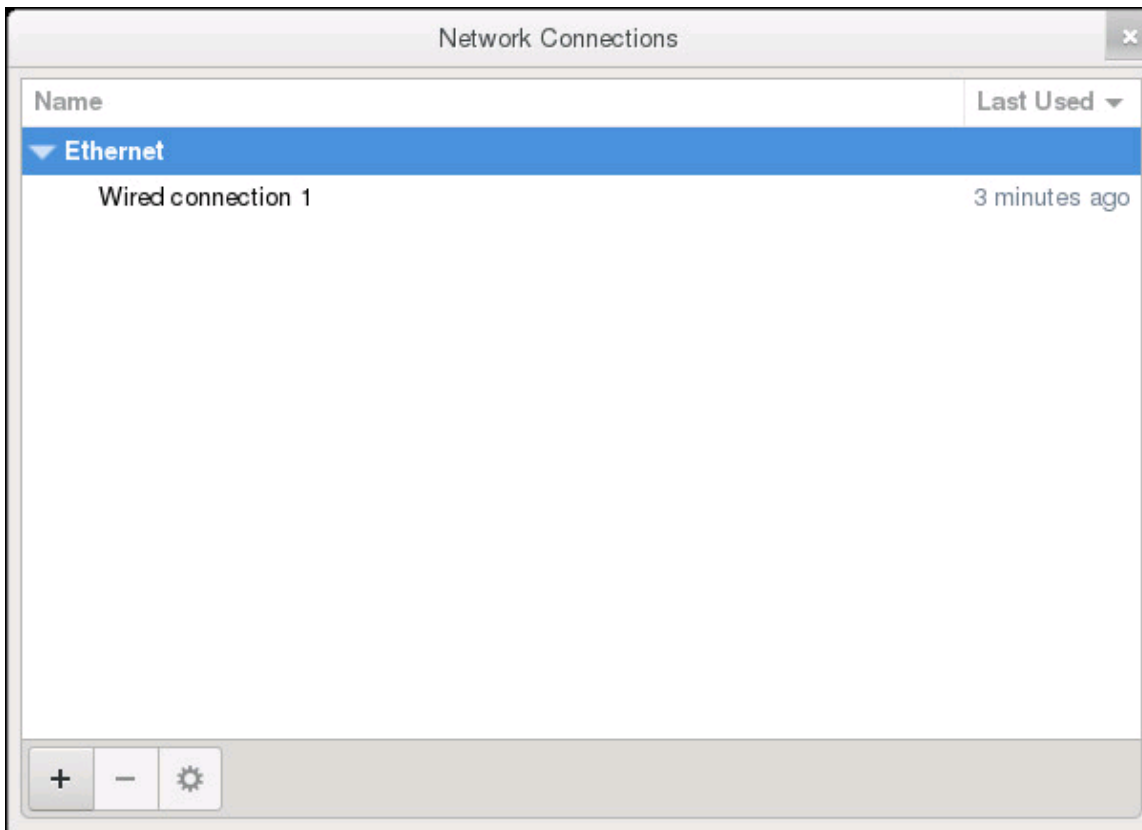 Network Connections
Name Last Used
Ethernet
Wired connection 1 3 minutes ago